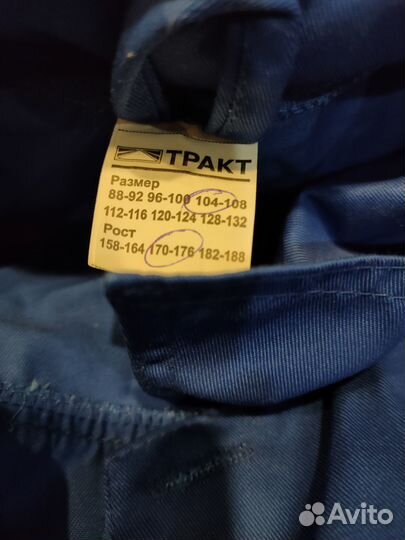 ТРАКТ
Размер
88-92 96-100 104-108
112-116 120-124 128-132
Рост
158-164 170-176 182-188
Avito